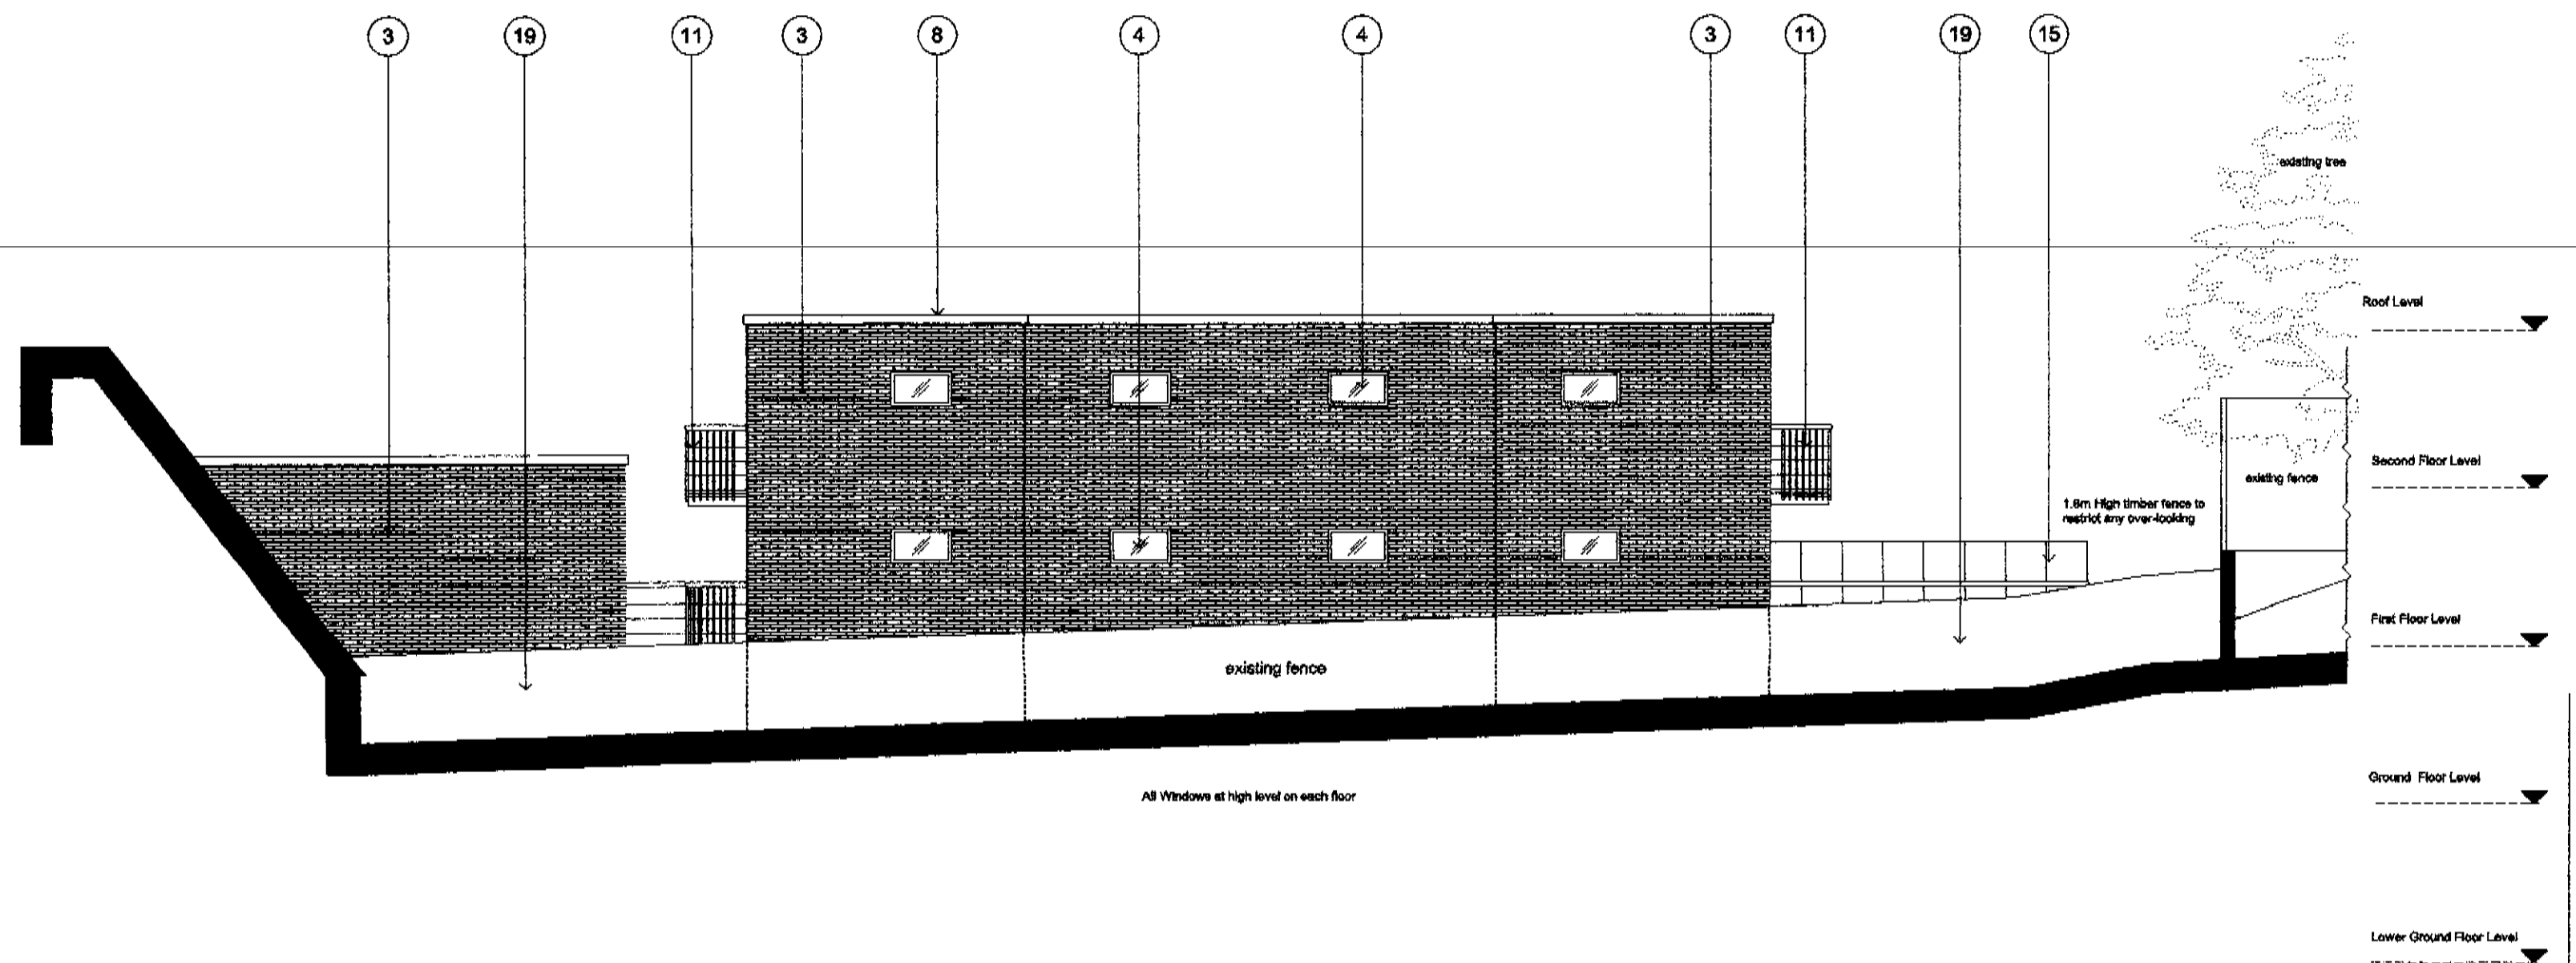 3 19 11 3 8 4 4 3 11 19 15
existing tree
Roof Level
Second Floor Level
existing fence
1.8m High timber fence to
restrict any over-looking
First Floor Level
existing fence
Ground Floor Level
All Windows at high level on each floor
Lower Ground Floor Level